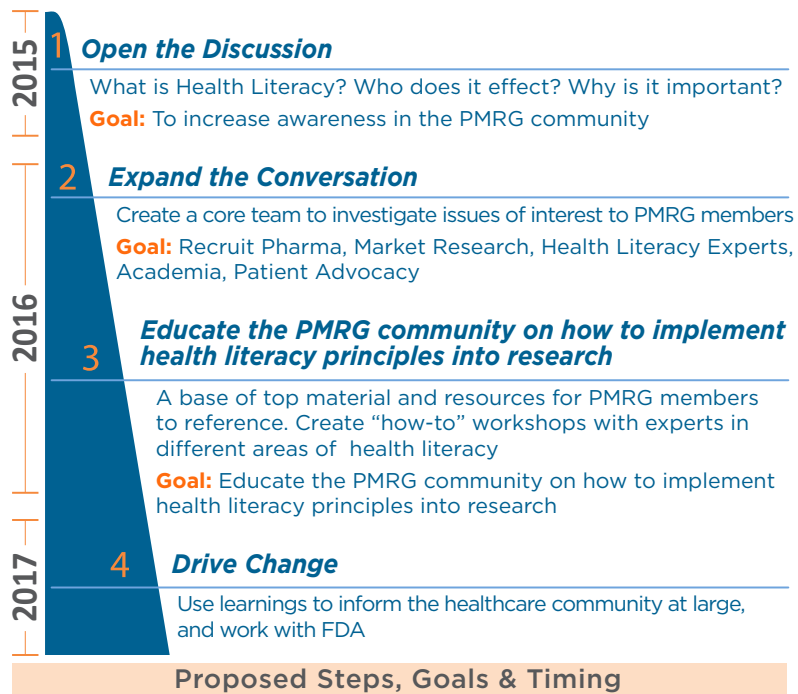 2015
1 Open the Discussion
What is Health Literacy? Who does it effect? Why is it important?
Goal: To increase awareness in the PMRG community
2016
2 Expand the Conversation
Create a core team to investigate issues of interest to PMRG members
Goal: Recruit Pharma, Market Research, Health Literacy Experts,
Academia, Patient Advocacy
3 Educate the PMRG community on how to implement
health literacy principles into research
A base of top material and resources for PMRG members
to reference. Create “how-to” workshops with experts in
different areas of health literacy
Goal: Educate the PMRG community on how to implement
health literacy principles into research
2017
4 Drive Change
Use learnings to inform the healthcare community at large,
and work with FDA
Proposed Steps, Goals & Timing